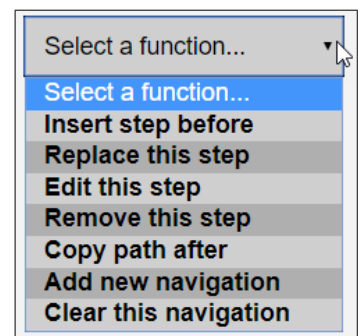 Select a function...
Select a function...
Insert step before
Replace this step
Edit this step
Remove this step
Copy path after
Add new navigation
Clear this navigation